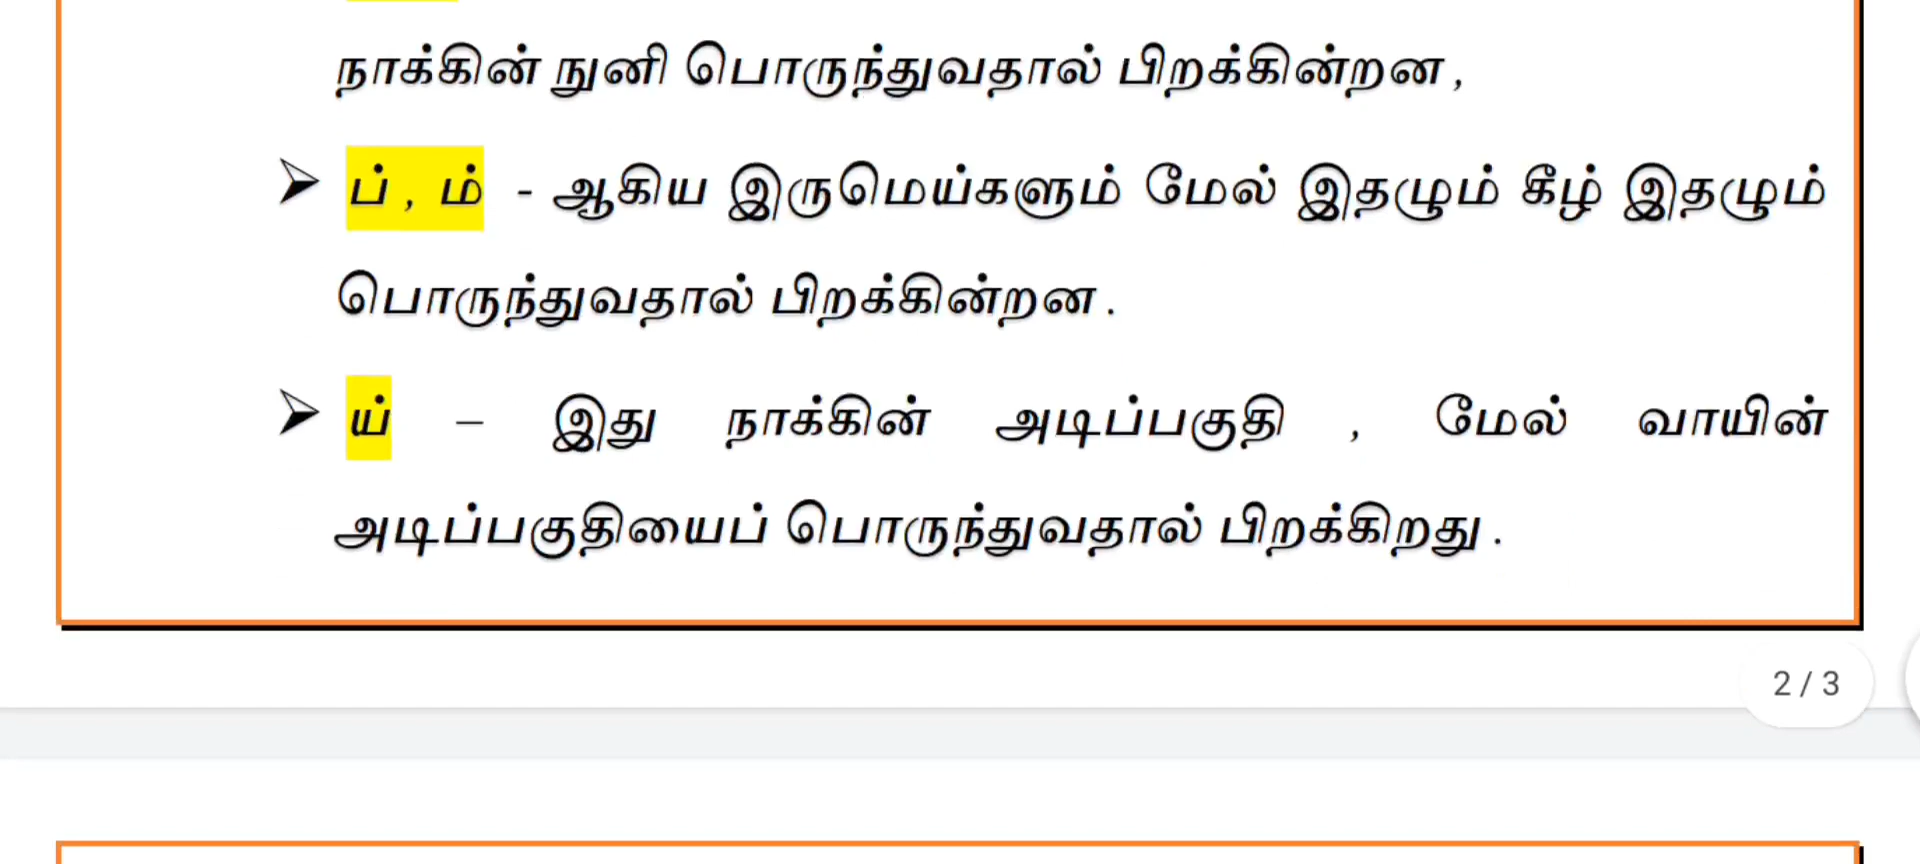 நாக்கின் நுனி பொருந்துவதால் பிறக்கின்றன ,
➢ ப் , ம் - ஆகிய இருமெய்களும் மேல் இதழும் கீழ் இதழும்
பொருந்துவதால் பிறக்கின்றன .
➢ ய் – இது நாக்கின் அடிப்பகுதி , மேல் வாயின்
அடிப்பகுதியைப் பொருந்துவதால் பிறக்கிறது .
2 / 3